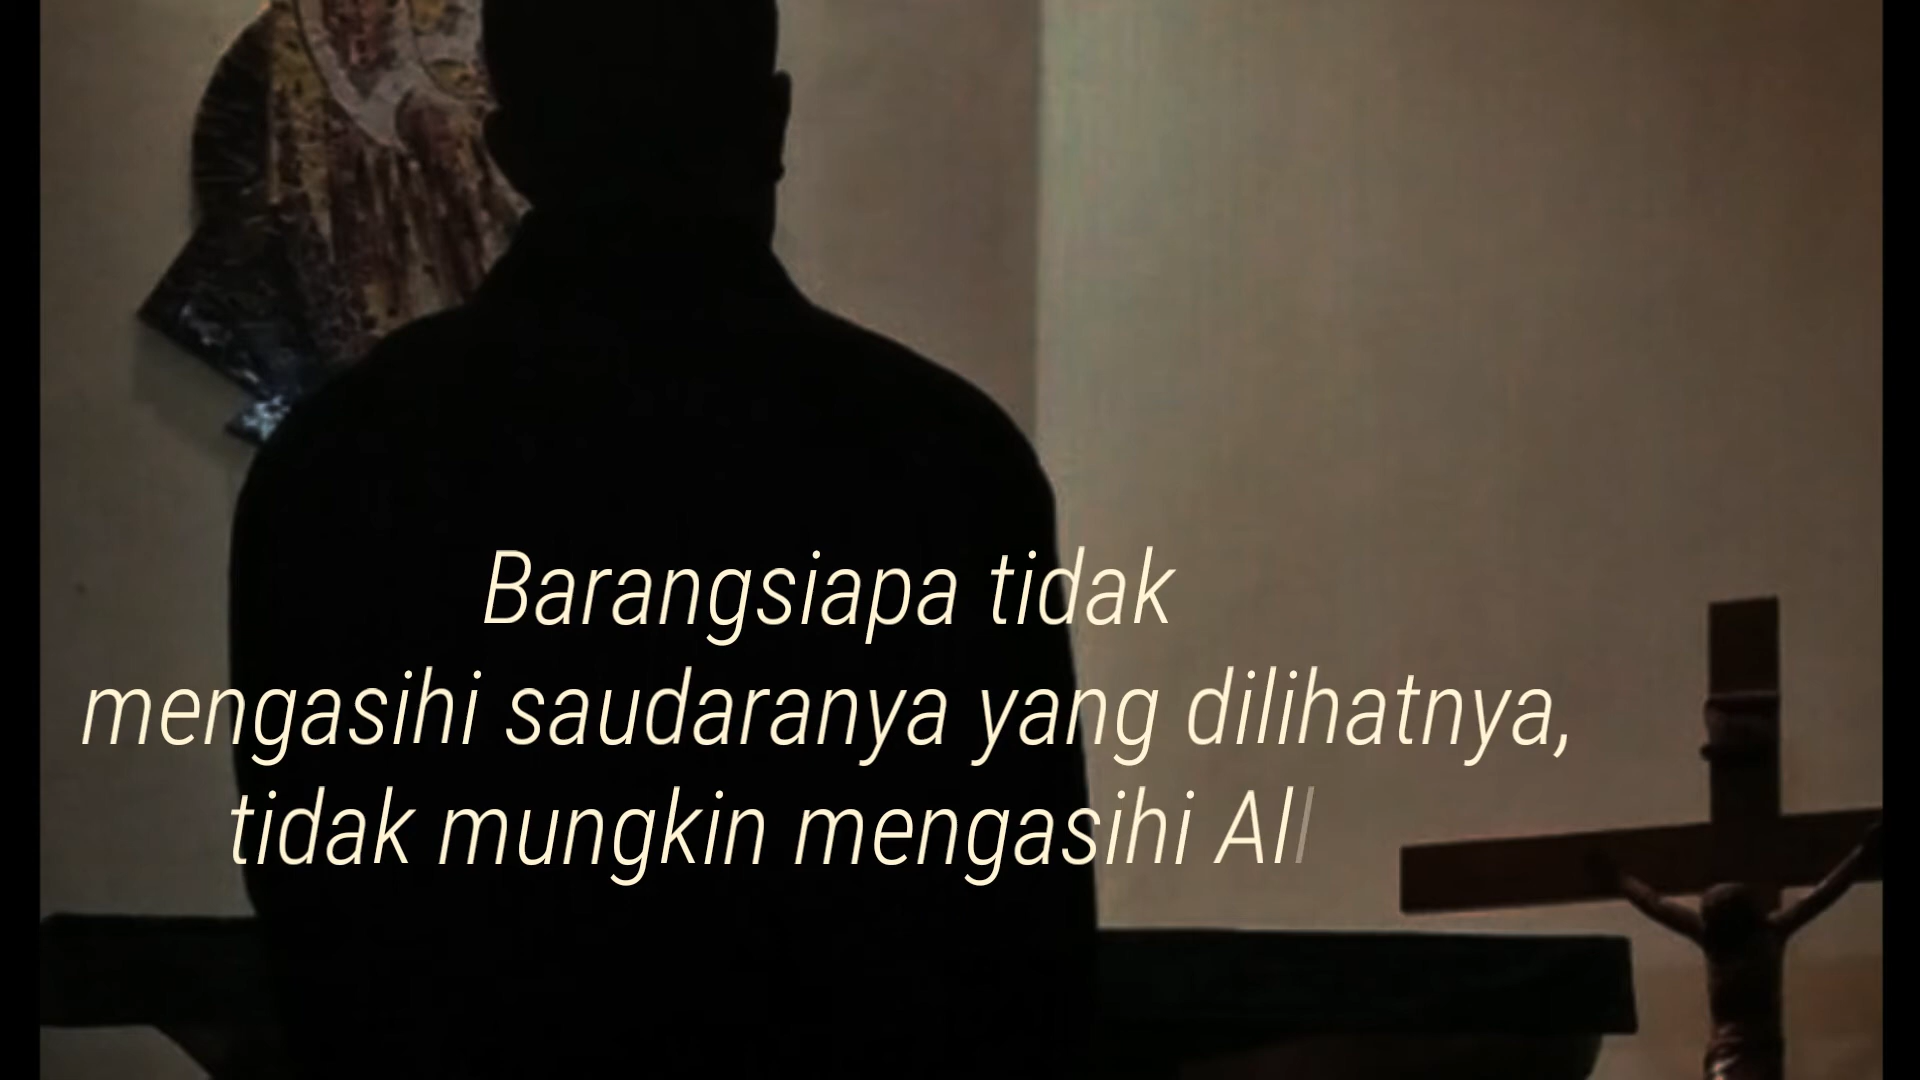 Barangsiapa tidak
mengasihi saudaranya yang dilihatnya,
tidak mungkin mengasihi All